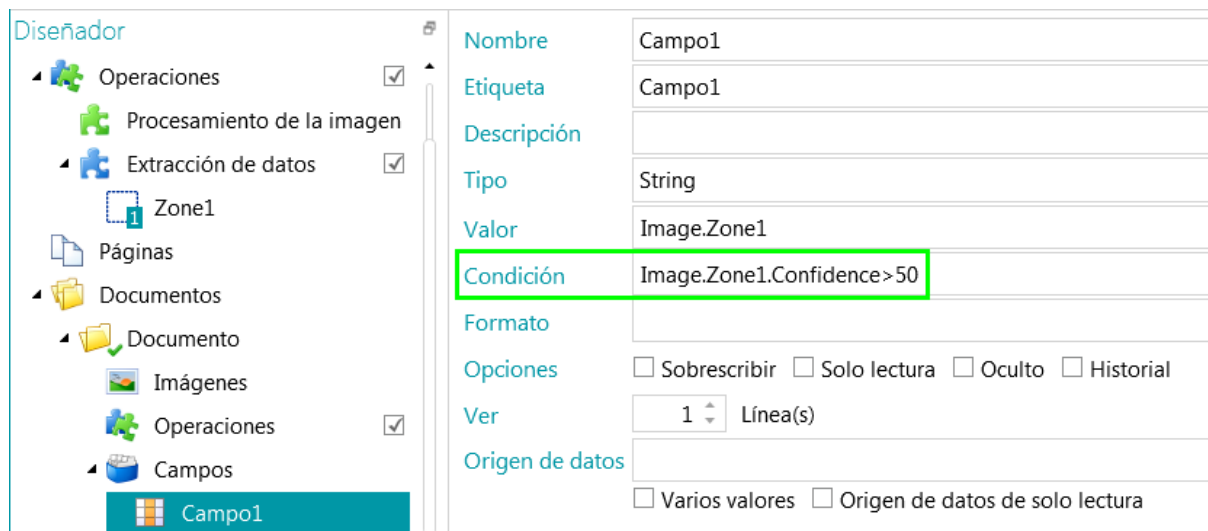 Diseñador
Operaciones
Procesamiento de la imagen
Extracción de datos
1
Zone1
Páginas
Documentos
Documento
Imágenes
Operaciones
Campos
Campo1
Nombre Campo1
Etiqueta Campo1
Descripción
Tipo String
Valor Image.Zone1
Condición Image.Zone1.Confidence>50
Formato
Opciones Sobrescribir Solo lectura Oculto Historial
Ver 1 Línea(s)
Origen de datos
Varios valores Origen de datos de solo lectura